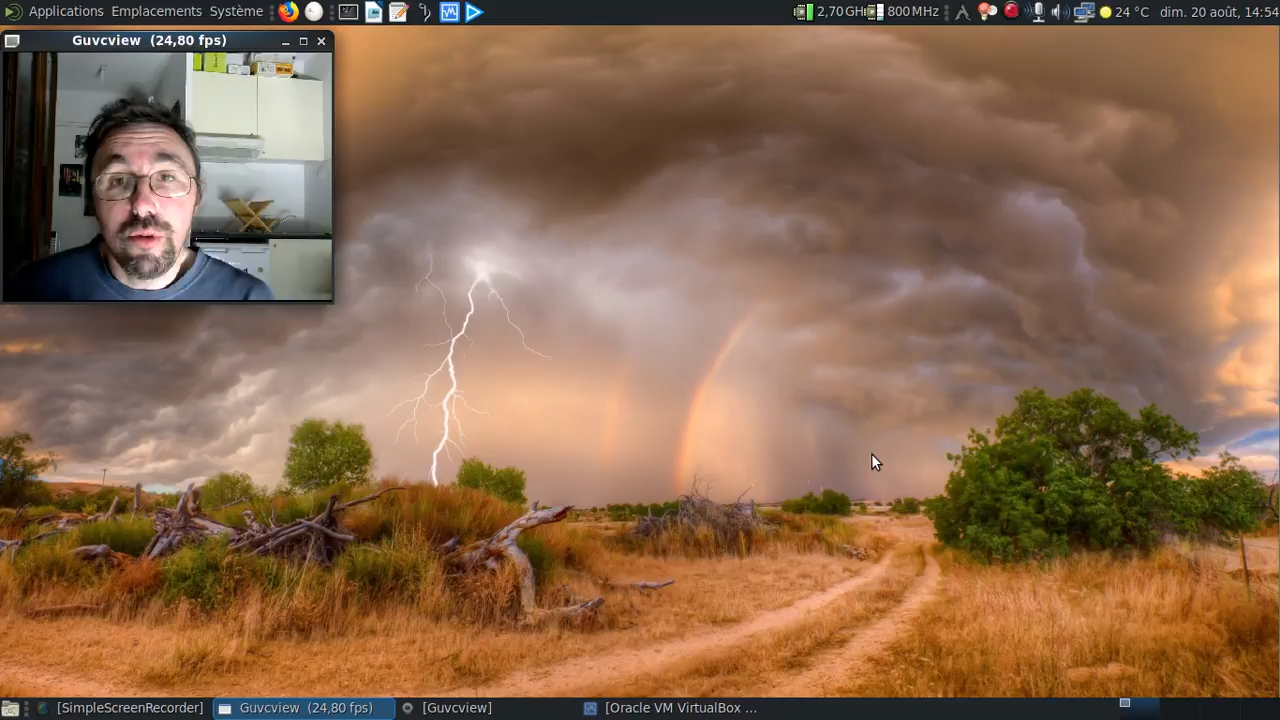 Applications Emplacements Système 2,70 GHz 800 MHz 24 °C dim. 20 août, 14:54
Guvcview (24,80 fps)
[SimpleScreenRecorder] Guvcview (24,80 fps) [Guvcview] [Oracle VM VirtualBox ...